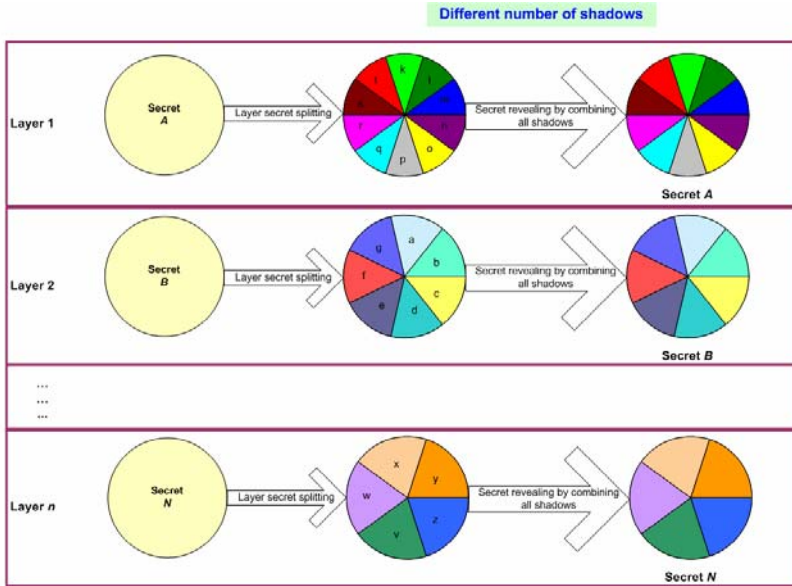 Different number of shadows
Layer 1
Secret
A
Layer secret splitting
k
l
m
n
o
p
q
r
s
i
Secret revealing by combining
all shadows
Secret A
Layer 2
Secret
B
Layer secret splitting
a
b
c
d
e
f
g
Secret revealing by combining
all shadows
Secret B
...
...
...
Layer n
Secret
N
Layer secret splitting
x
y
z
v
w
Secret revealing by combining
all shadows
Secret N